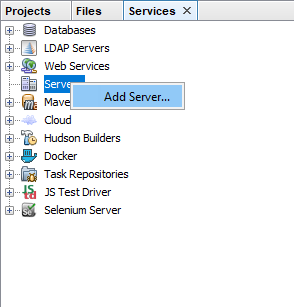 Projects Files Services
Databases
LDAP Servers
Web Services
Serve
Add Server...
Mave
Cloud
Hudson Builders
Docker
Task Repositories
JS Test Driver
Selenium Server